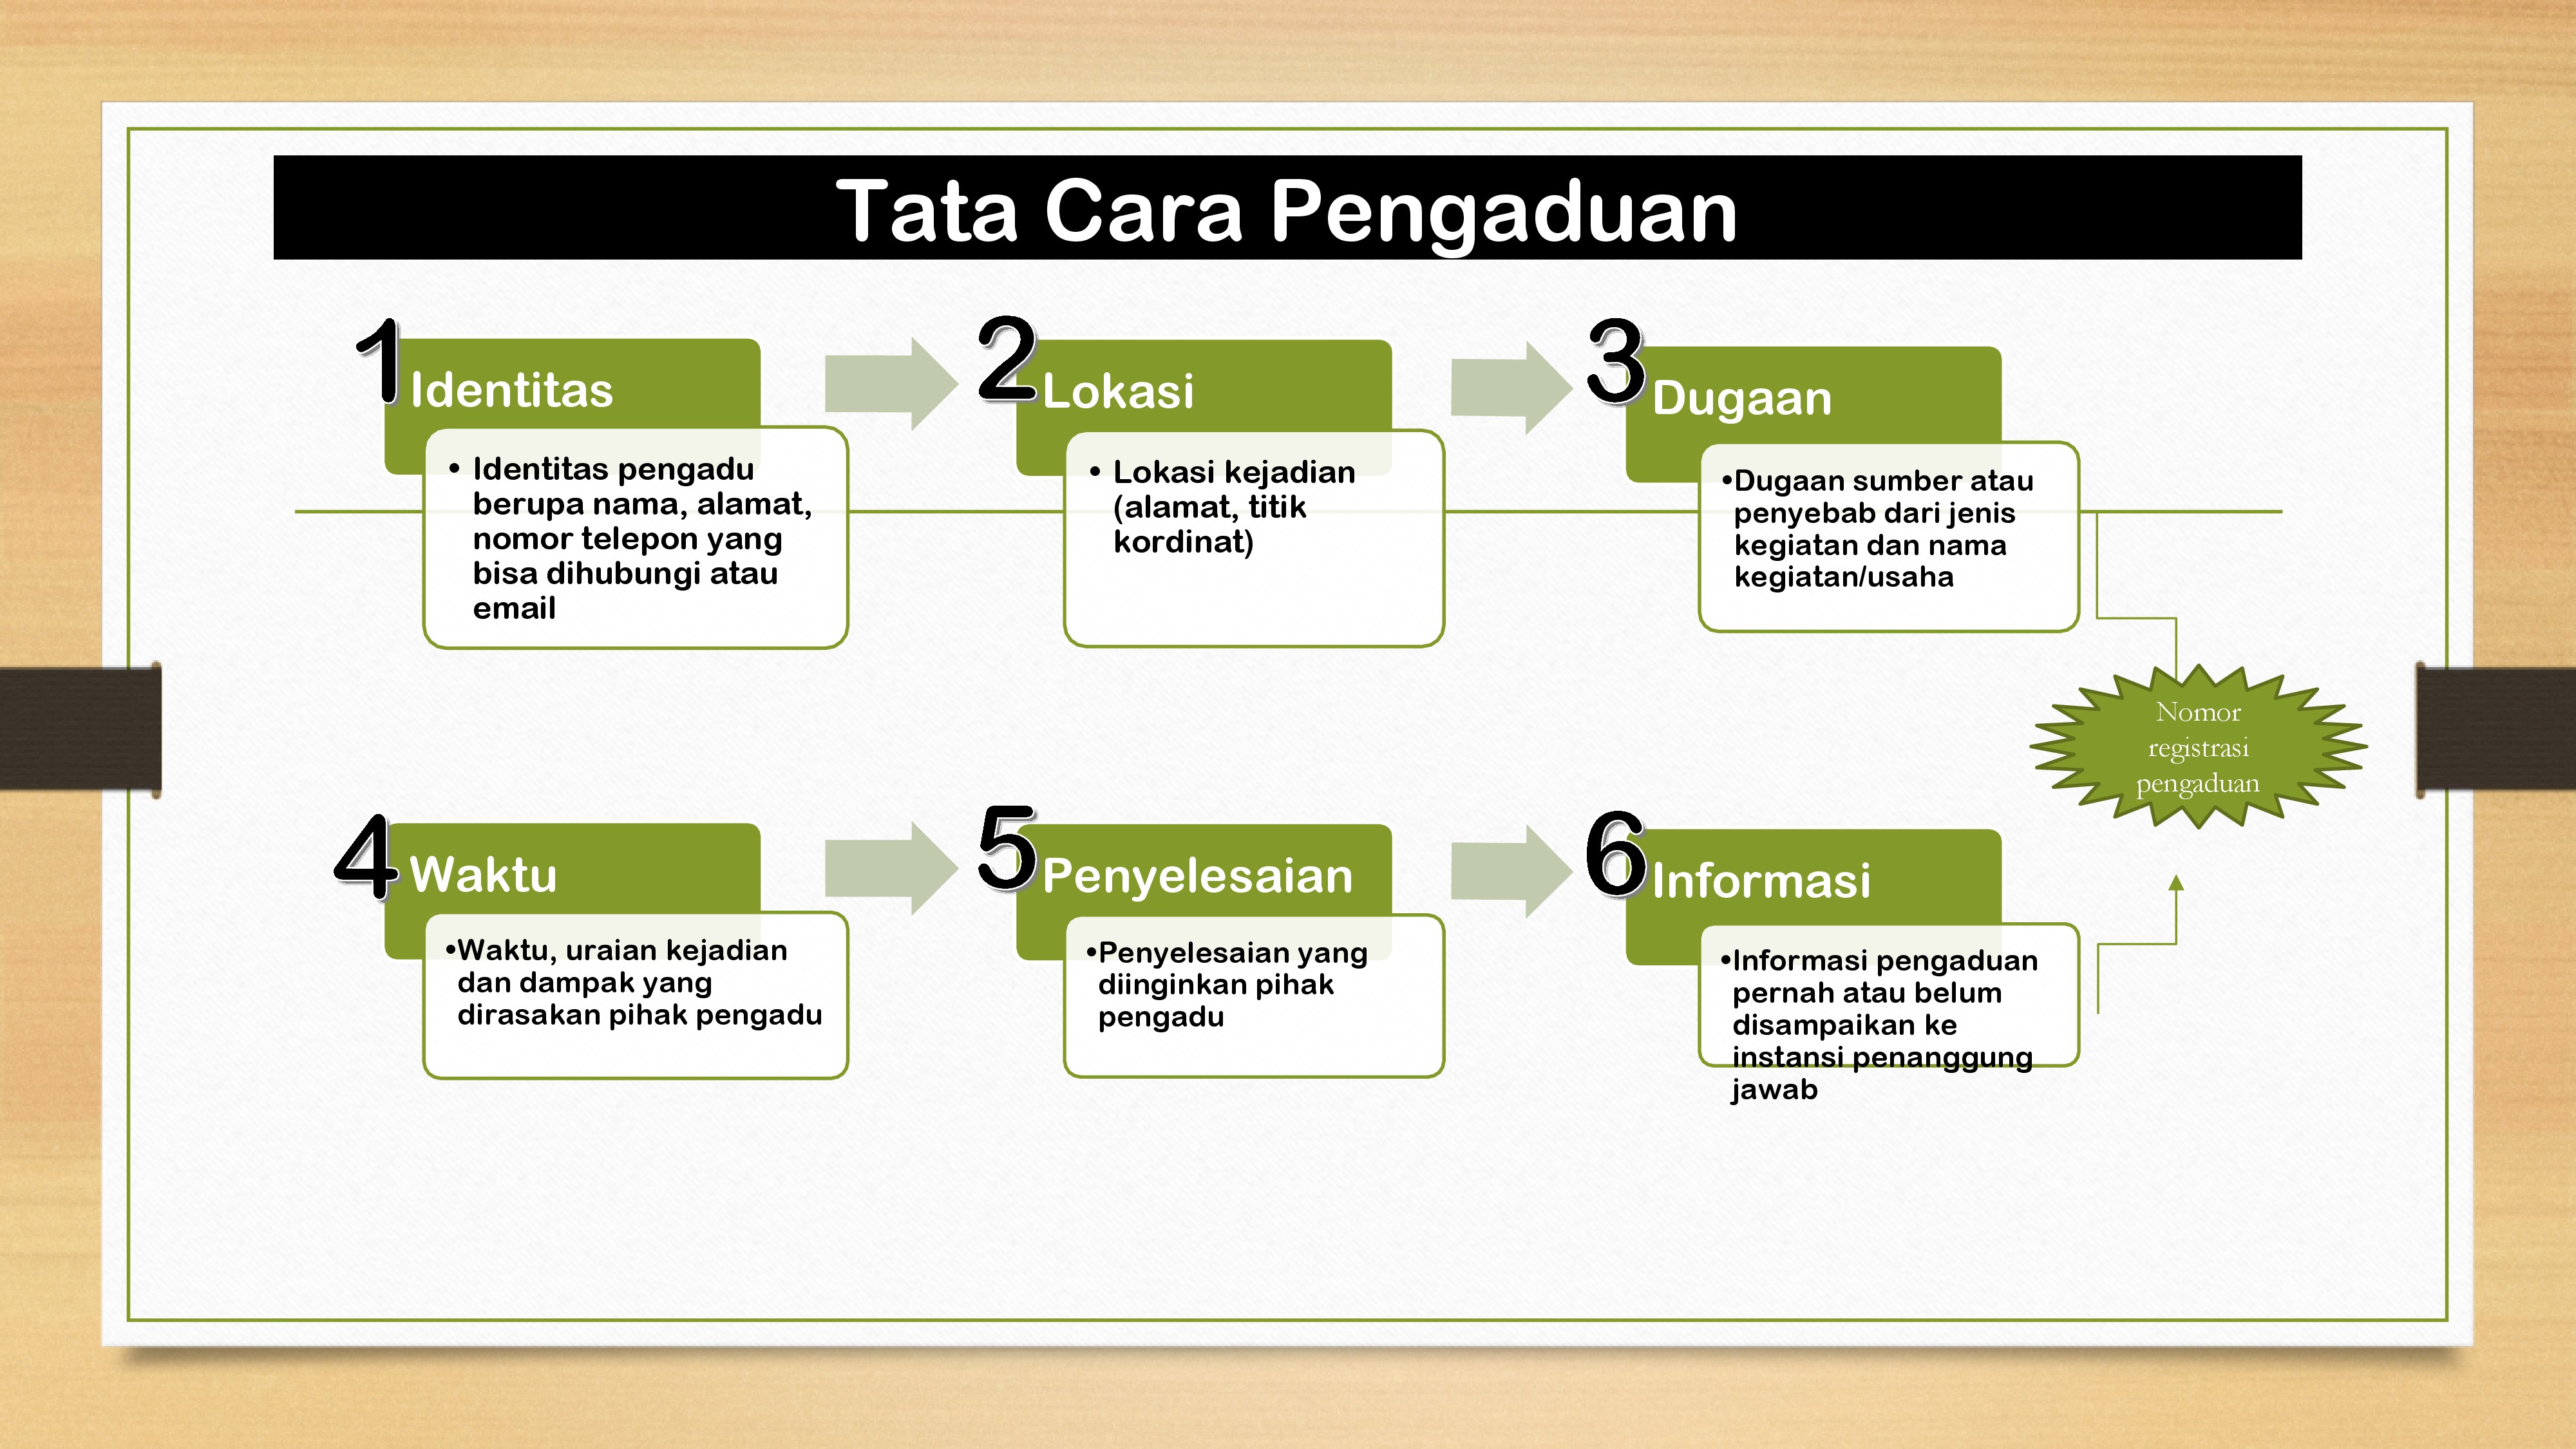 Tata Cara Pengaduan
1
Identitas
• Identitas pengadu
berupa nama, alamat,
nomor telepon yang
bisa dihubungi atau
email
2
Lokasi
• Lokasi kejadian
(alamat, titik
kordinat)
3
Dugaan
•Dugaan sumber atau
penyebab dari jenis
kegiatan dan nama
kegiatan/usaha
Nomor
registrasi
pengaduan
4
Waktu
•Waktu, uraian kejadian
dan dampak yang
dirasakan pihak pengadu
5
Penyelesaian
•Penyelesaian yang
diinginkan pihak
pengadu
6
Informasi
•Informasi pengaduan
pernah atau belum
disampaikan ke
instansi penanggung
jawab